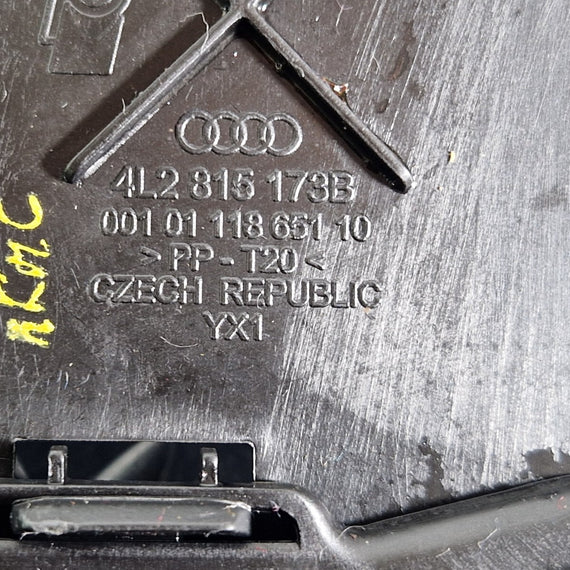 4L2 815 173B
001 01 118 651 10
> PP - T20 <
CZECH REPUBLIC
YX1